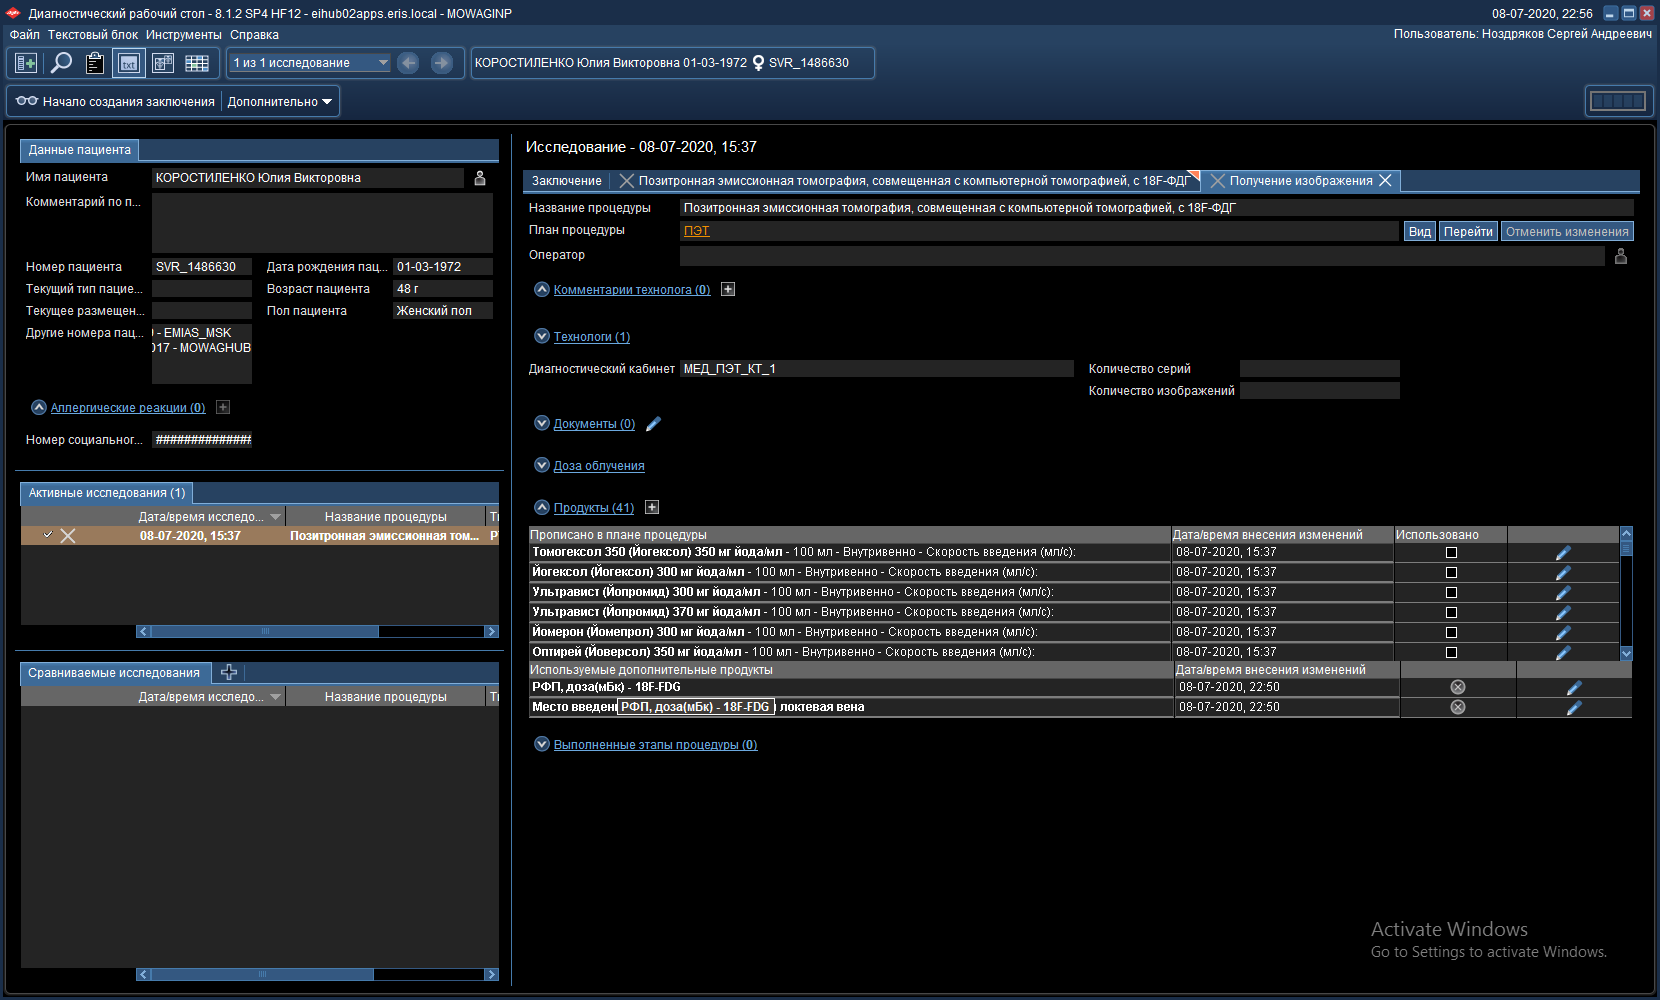 Диагностический рабочий стол - 8.1.2 SP4 HF12 - eihub02apps.eris.local - MOWAGINP
08-07-2020, 22:56
Файл Текстовый блок Инструменты Справка
Пользователь: Ноздряков Сергей Андреевич
txt
1 из 1 исследование
КОРОСТИЛЕНКО Юлия Викторовна 01-03-1972 ♀ SVR_1486630
Начало создания заключения
Дополнительно
Данные пациента
Имя пациента КОРОСТИЛЕНКО Юлия Викторовна
Комментарий по п...
Номер пациента SVR_1486630 Дата рождения пац... 01-03-1972
Текущий тип пацие... Возраст пациента 48 г
Текущее размещен... Пол пациента Женский пол
Другие номера пац... - EMIAS_MSK
017 - MOWAGHUB
Аллергические реакции (0)
Номер социальног... ##############
Активные исследования (1)
Дата/время исследо... Название процедуры
08-07-2020, 15:37 Позитронная эмиссионная том...
Сравниваемые исследования
Дата/время исследо... Название процедуры
Исследование - 08-07-2020, 15:37
Заключение
Позитронная эмиссионная томография, совмещенная с компьютерной томографией, с 18F-ФДГ
Получение изображения
Название процедуры Позитронная эмиссионная томография, совмещенная с компьютерной томографией, с 18F-ФДГ
План процедуры ПЭТ Вид Перейти Отменить изменения
Оператор
Комментарии технолога (0)
Технологи (1)
Диагностический кабинет МЕД_ПЭТ_КТ_1 Количество серий
Количество изображений
Документы (0)
Доза облучения
Продукты (41)
Прописано в плане процедуры Дата/время внесения изменений Использовано
Томогексол 350 (Йогексол) 350 мг йода/мл - 100 мл - Внутривенно - Скорость введения (мл/с): 08-07-2020, 15:37
Йогексол (Йогексол) 300 мг йода/мл - 100 мл - Внутривенно - Скорость введения (мл/с): 08-07-2020, 15:37
Ультравист (Йопромид) 300 мг йода/мл - 100 мл - Внутривенно - Скорость введения (мл/с): 08-07-2020, 15:37
Ультравист (Йопромид) 370 мг йода/мл - 100 мл - Внутривенно - Скорость введения (мл/с): 08-07-2020, 15:37
Йомерон (Йомепрол) 300 мг йода/мл - 100 мл - Внутривенно - Скорость введения (мл/с): 08-07-2020, 15:37
Оптирей (Йоверсол) 350 мг йода/мл - 100 мл - Внутривенно - Скорость введения (мл/с): 08-07-2020, 15:37
Используемые дополнительные продукты Дата/время внесения изменений
РФП, доза(мБк) - 18F-FDG 08-07-2020, 22:50
Место введен РФП, доза(мБк) - 18F-FDG локтевая вена 08-07-2020, 22:50
Выполненные этапы процедуры (0)
Activate Windows
Go to Settings to activate Windows.